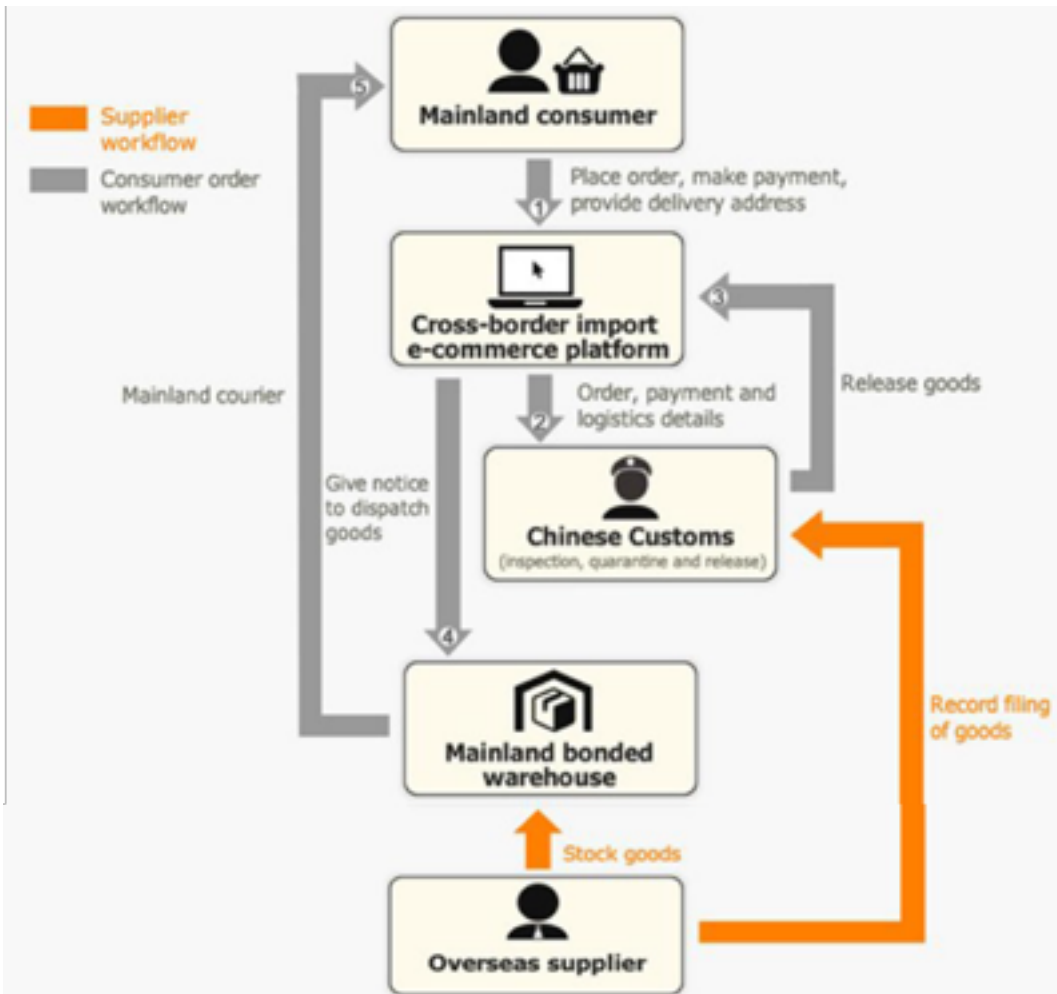 Supplier
workflow
Consumer order
workflow
5
Mainland consumer
Place order, make payment,
provide delivery address
1
Cross-border import
e-commerce platform
3
Release goods
Mainland courier
Order, payment and
logistics details
2
Give notice
to dispatch
goods
Chinese Customs
(inspection, quarantine and release)
4
Mainland bonded
warehouse
Record filing
of goods
Stock goods
Overseas supplier